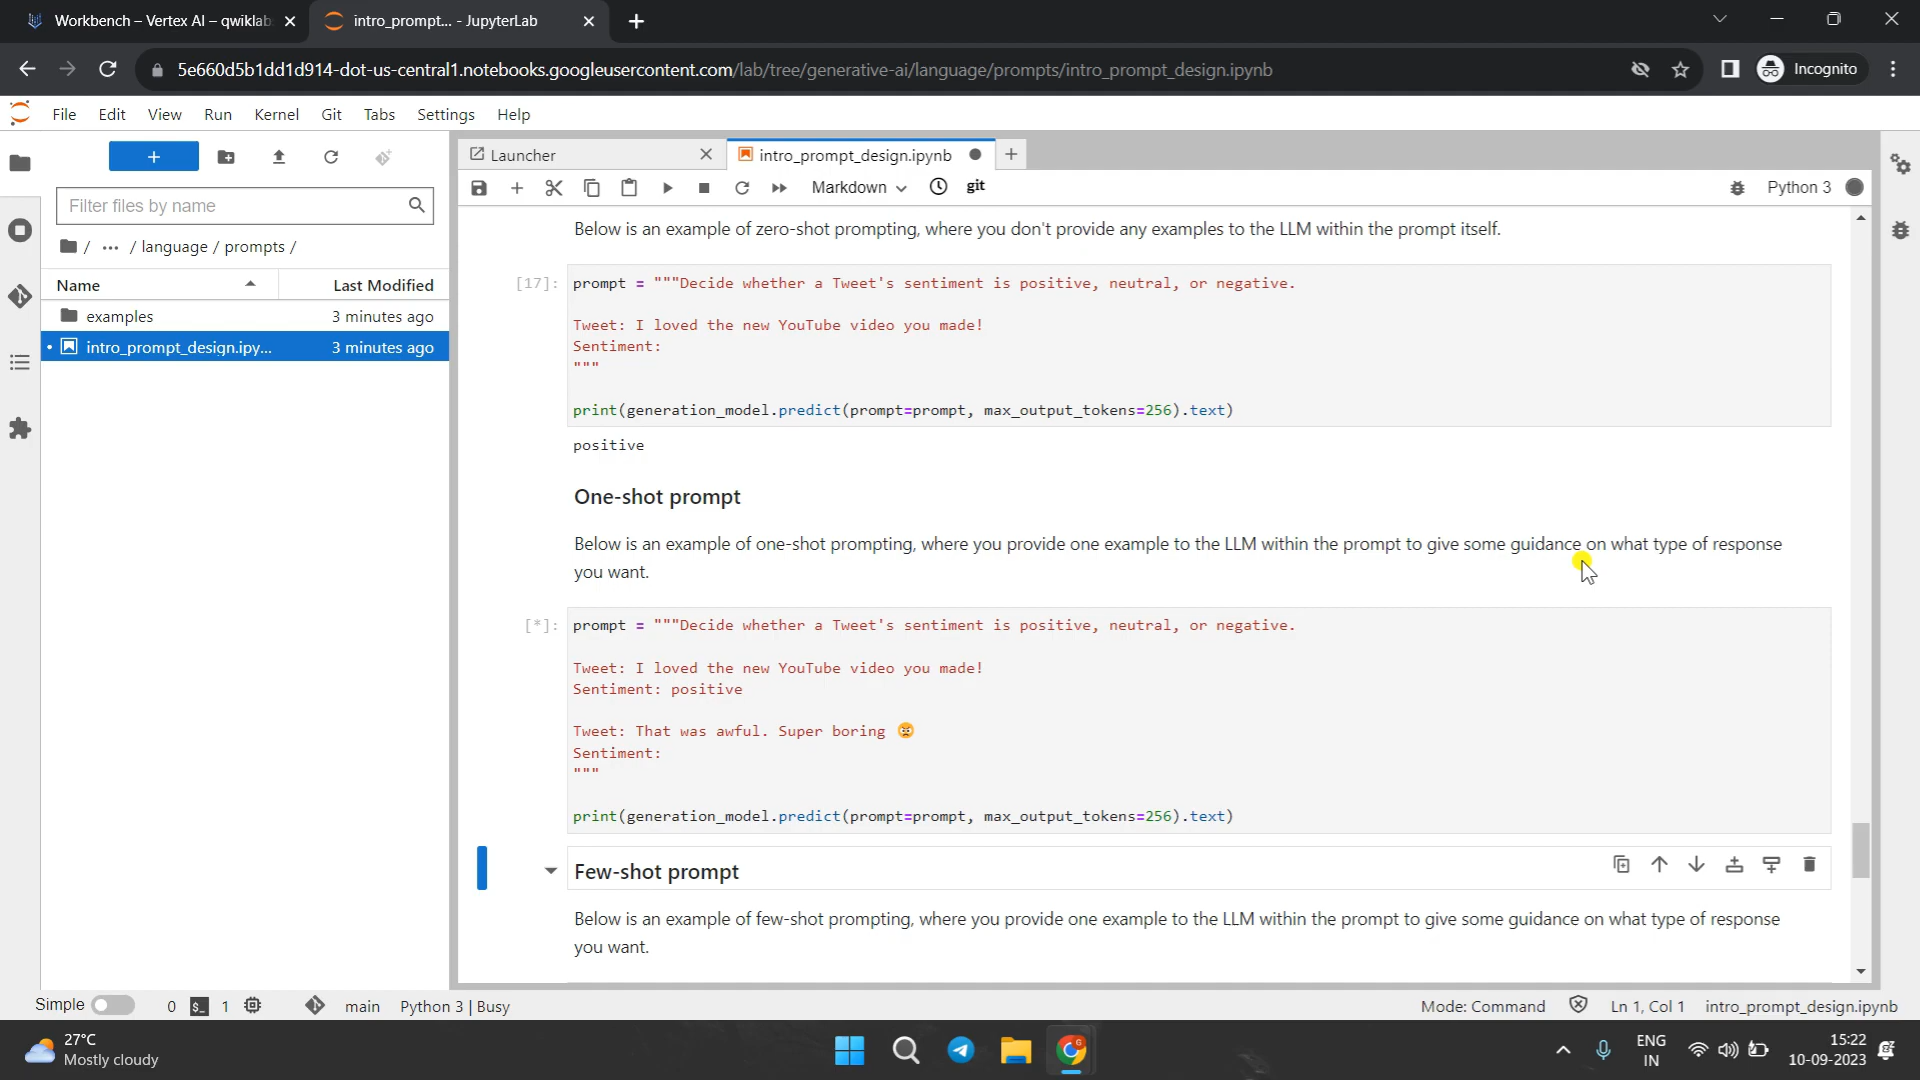 Workbench – Vertex AI – qwiklab
intro_prompt... - JupyterLab
5e660d5b1dd1d914-dot-us-central1.notebooks.googleusercontent.com/lab/tree/generative-ai/language/prompts/intro_prompt_design.ipynb
Incognito
File Edit View Run Kernel Git Tabs Settings Help
Launcher
intro_prompt_design.ipynb
Markdown
git
Python 3
Filter files by name
/ ··· / language / prompts /
Name Last Modified
examples 3 minutes ago
intro_prompt_design.ipy... 3 minutes ago
Below is an example of zero-shot prompting, where you don't provide any examples to the LLM within the prompt itself.
[17]: prompt = """Decide whether a Tweet's sentiment is positive, neutral, or negative.
Tweet: I loved the new YouTube video you made!
Sentiment:
"""
print(generation_model.predict(prompt=prompt, max_output_tokens=256).text)
positive
One-shot prompt
Below is an example of one-shot prompting, where you provide one example to the LLM within the prompt to give some guidance on what type of response
you want.
[*]: prompt = """Decide whether a Tweet's sentiment is positive, neutral, or negative.
Tweet: I loved the new YouTube video you made!
Sentiment: positive
Tweet: That was awful. Super boring 😠
Sentiment:
"""
print(generation_model.predict(prompt=prompt, max_output_tokens=256).text)
Few-shot prompt
Below is an example of few-shot prompting, where you provide one example to the LLM within the prompt to give some guidance on what type of response
you want.
Simple 0 $_ 1 main Python 3 | Busy
Mode: Command Ln 1, Col 1 intro_prompt_design.ipynb
27°C
Mostly cloudy
ENG
IN
15:22
10-09-2023